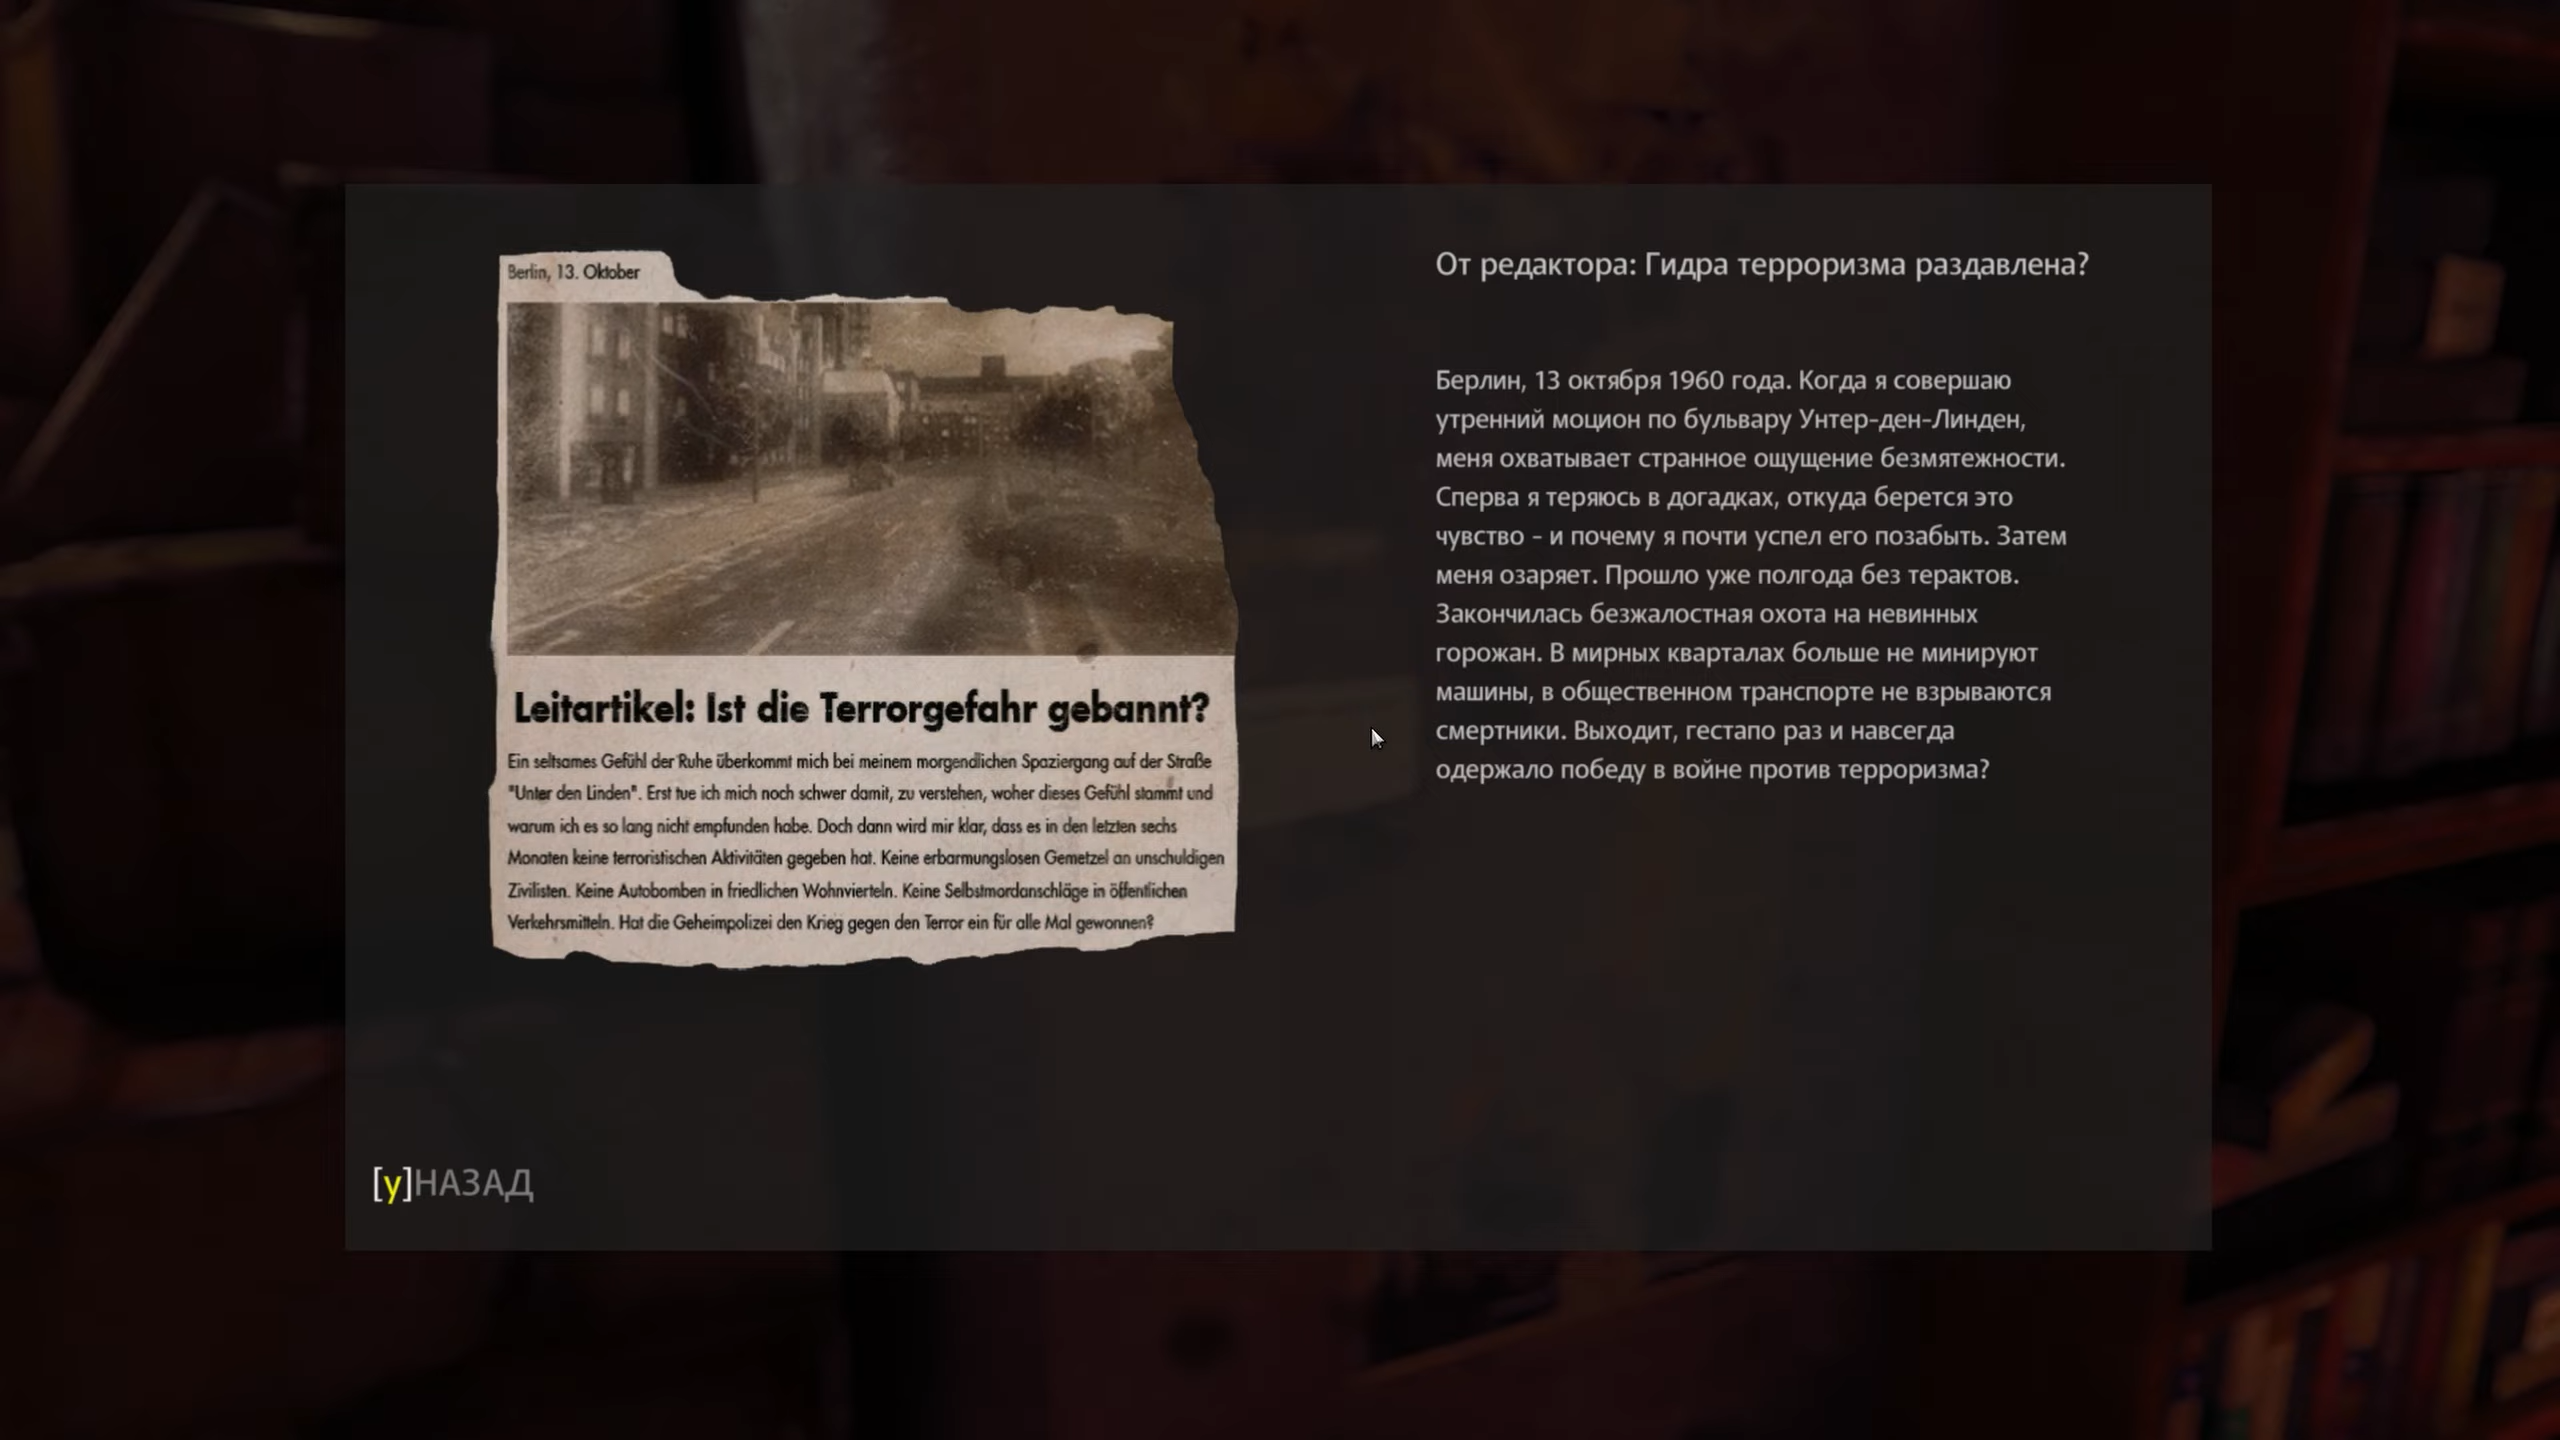 Berlin, 13. Oktober
Leitartikel: Ist die Terrorgefahr gebannt?
Ein seltsames Gefühl der Ruhe überkommt mich bei meinem morgendlichen Spaziergang auf der Straße
"Unter den Linden". Erst tue ich mich noch schwer damit, zu verstehen, woher dieses Gefühl stammt und
warum ich es so lang nicht empfunden habe. Doch dann wird mir klar, dass es in den letzten sechs
Monaten keine terroristischen Aktivitäten gegeben hat. Keine erbarmungslosen Gemetzel an unschuldigen
Zivilisten. Keine Autobomben in friedlichen Wohnvierteln. Keine Selbstmordanschläge in öffentlichen
Verkehrsmitteln. Hat die Geheimpolizei den Krieg gegen den Terror ein für alle Mal gewonnen?
От редактора: Гидра терроризма раздавлена?
Берлин, 13 октября 1960 года. Когда я совершаю
утренний моцион по бульвару Унтер-ден-Линден,
меня охватывает странное ощущение безмятежности.
Сперва я теряюсь в догадках, откуда берется это
чувство - и почему я почти успел его позабыть. Затем
меня озаряет. Прошло уже полгода без терактов.
Закончилась безжалостная охота на невинных
горожан. В мирных кварталах больше не минируют
машины, в общественном транспорте не взрываются
смертники. Выходит, гестапо раз и навсегда
одержало победу в войне против терроризма?
[y]НАЗАД